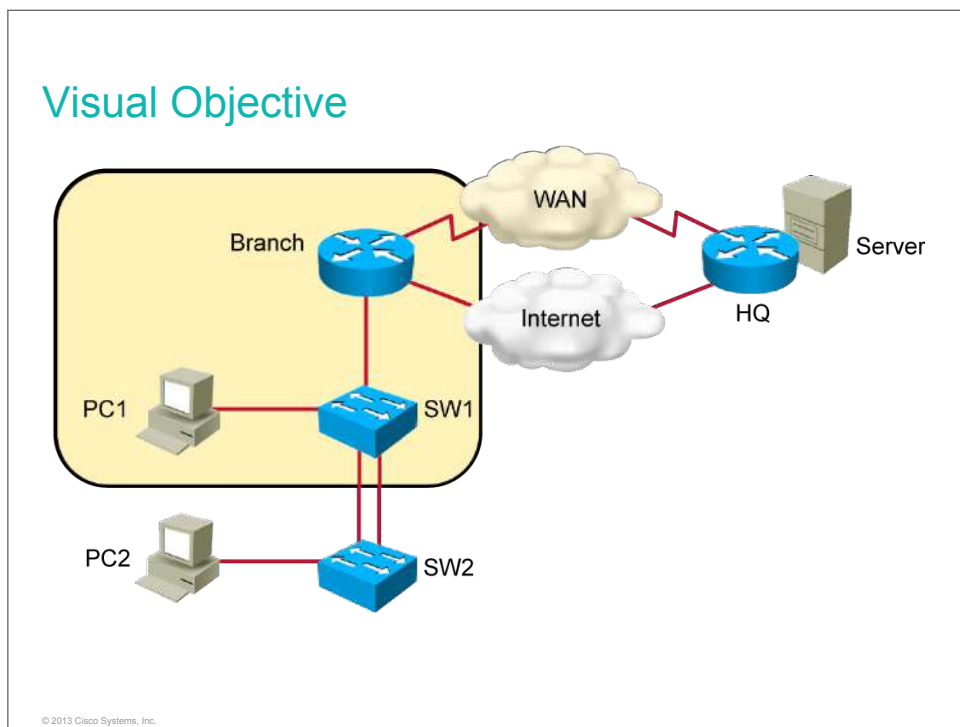 Visual Objective
WAN
Branch
Server
Internet
HQ
PC1
SW1
PC2
SW2
© 2013 Cisco Systems, Inc.